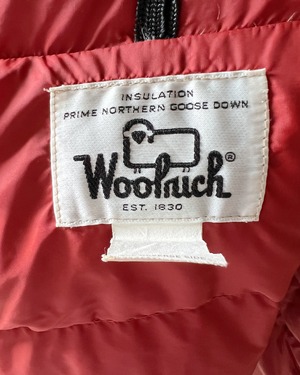 INSULATION
PRIME NORTHERN GOOSE DOWN
Woolrich®
EST. 1830